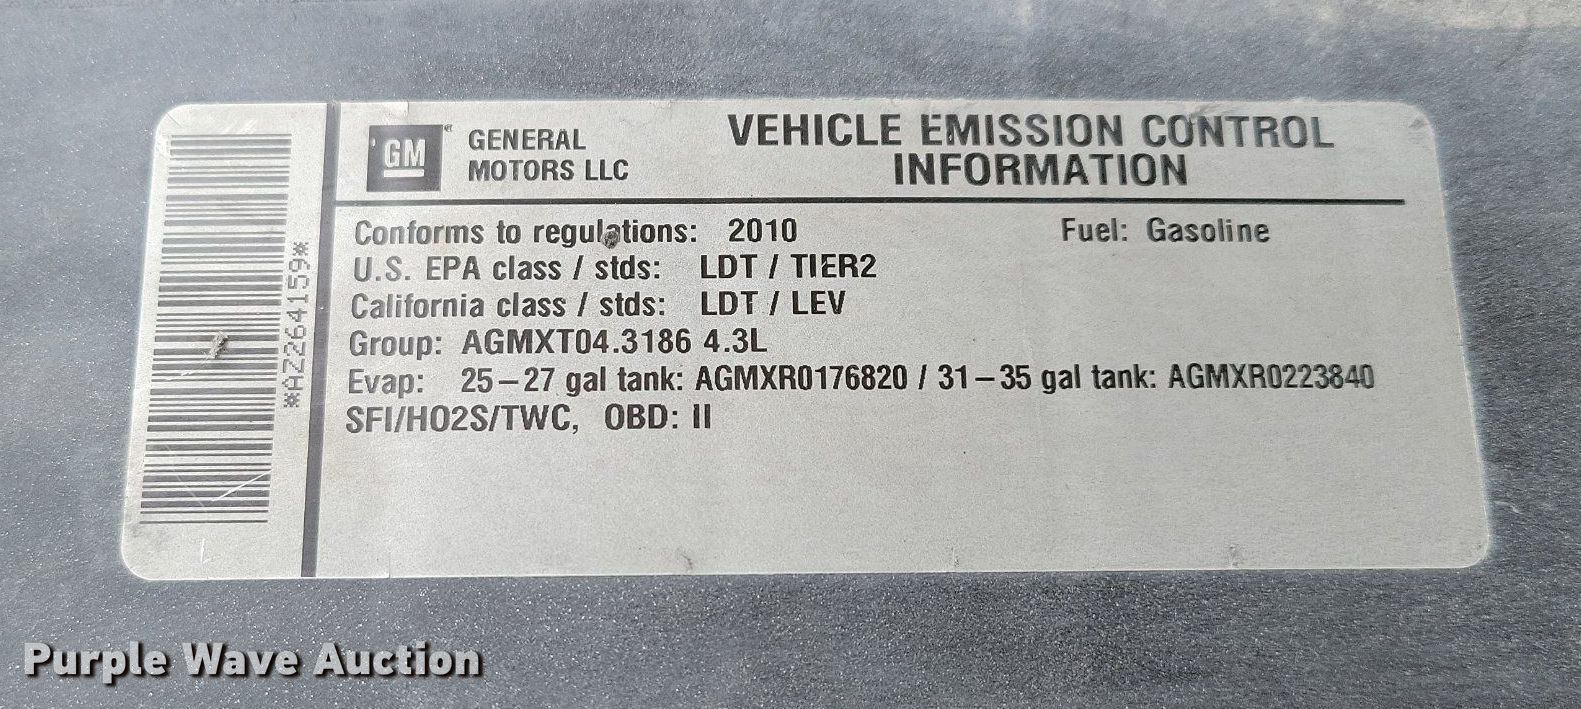 GM
GENERAL
MOTORS LLC
VEHICLE EMISSION CONTROL
INFORMATION
Conforms to regulations: 2010 Fuel: Gasoline
U.S. EPA class / stds: LDT / TIER2
California class / stds: LDT / LEV
Group: AGMXT04.3186 4.3L
Evap: 25–27 gal tank: AGMXR0176820 / 31–35 gal tank: AGMXR0223840
SFI/HO2S/TWC, OBD: II
*AZ264159*
Purple Wave Auction